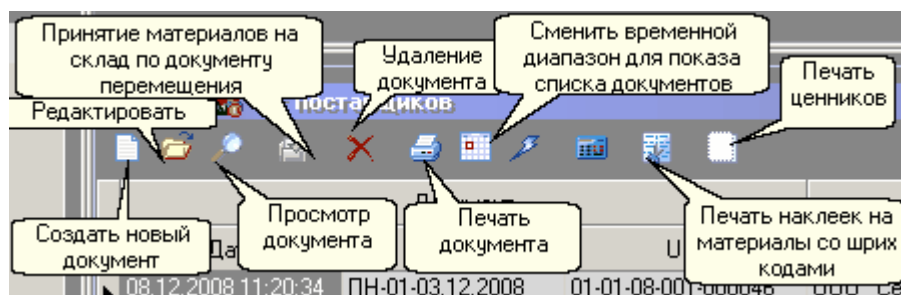 Принятие материалов на
склад по документу
перемещения
Удаление
документа
Сменить временной
диапазон для показа
списка документов
Печать
ценников
Редактировать
поставщиков
Создать новый
документ
Просмотр
документа
Печать
документа
Печать наклеек на
материалы со шрих
кодами
08.12.2008 11:20:34 ПН-01-03.12.2008 01-01-08-001-000046 ООО